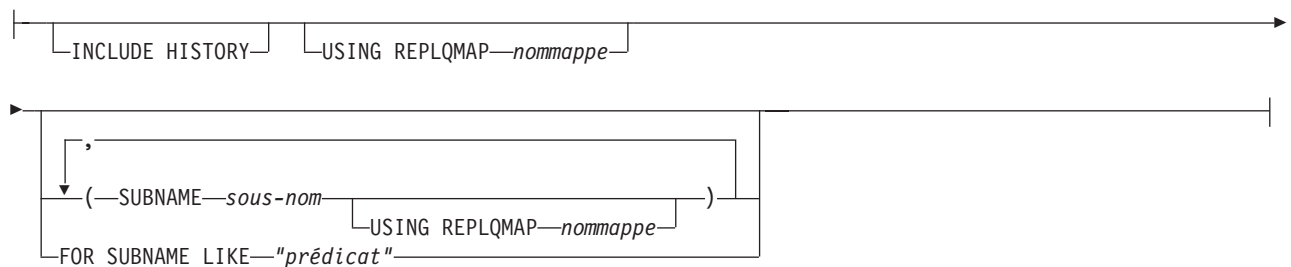 INCLUDE HISTORY USING REPLQMAP nommappe
,
( SUBNAME sous-nom )
USING REPLQMAP nommappe
FOR SUBNAME LIKE "prédicat"